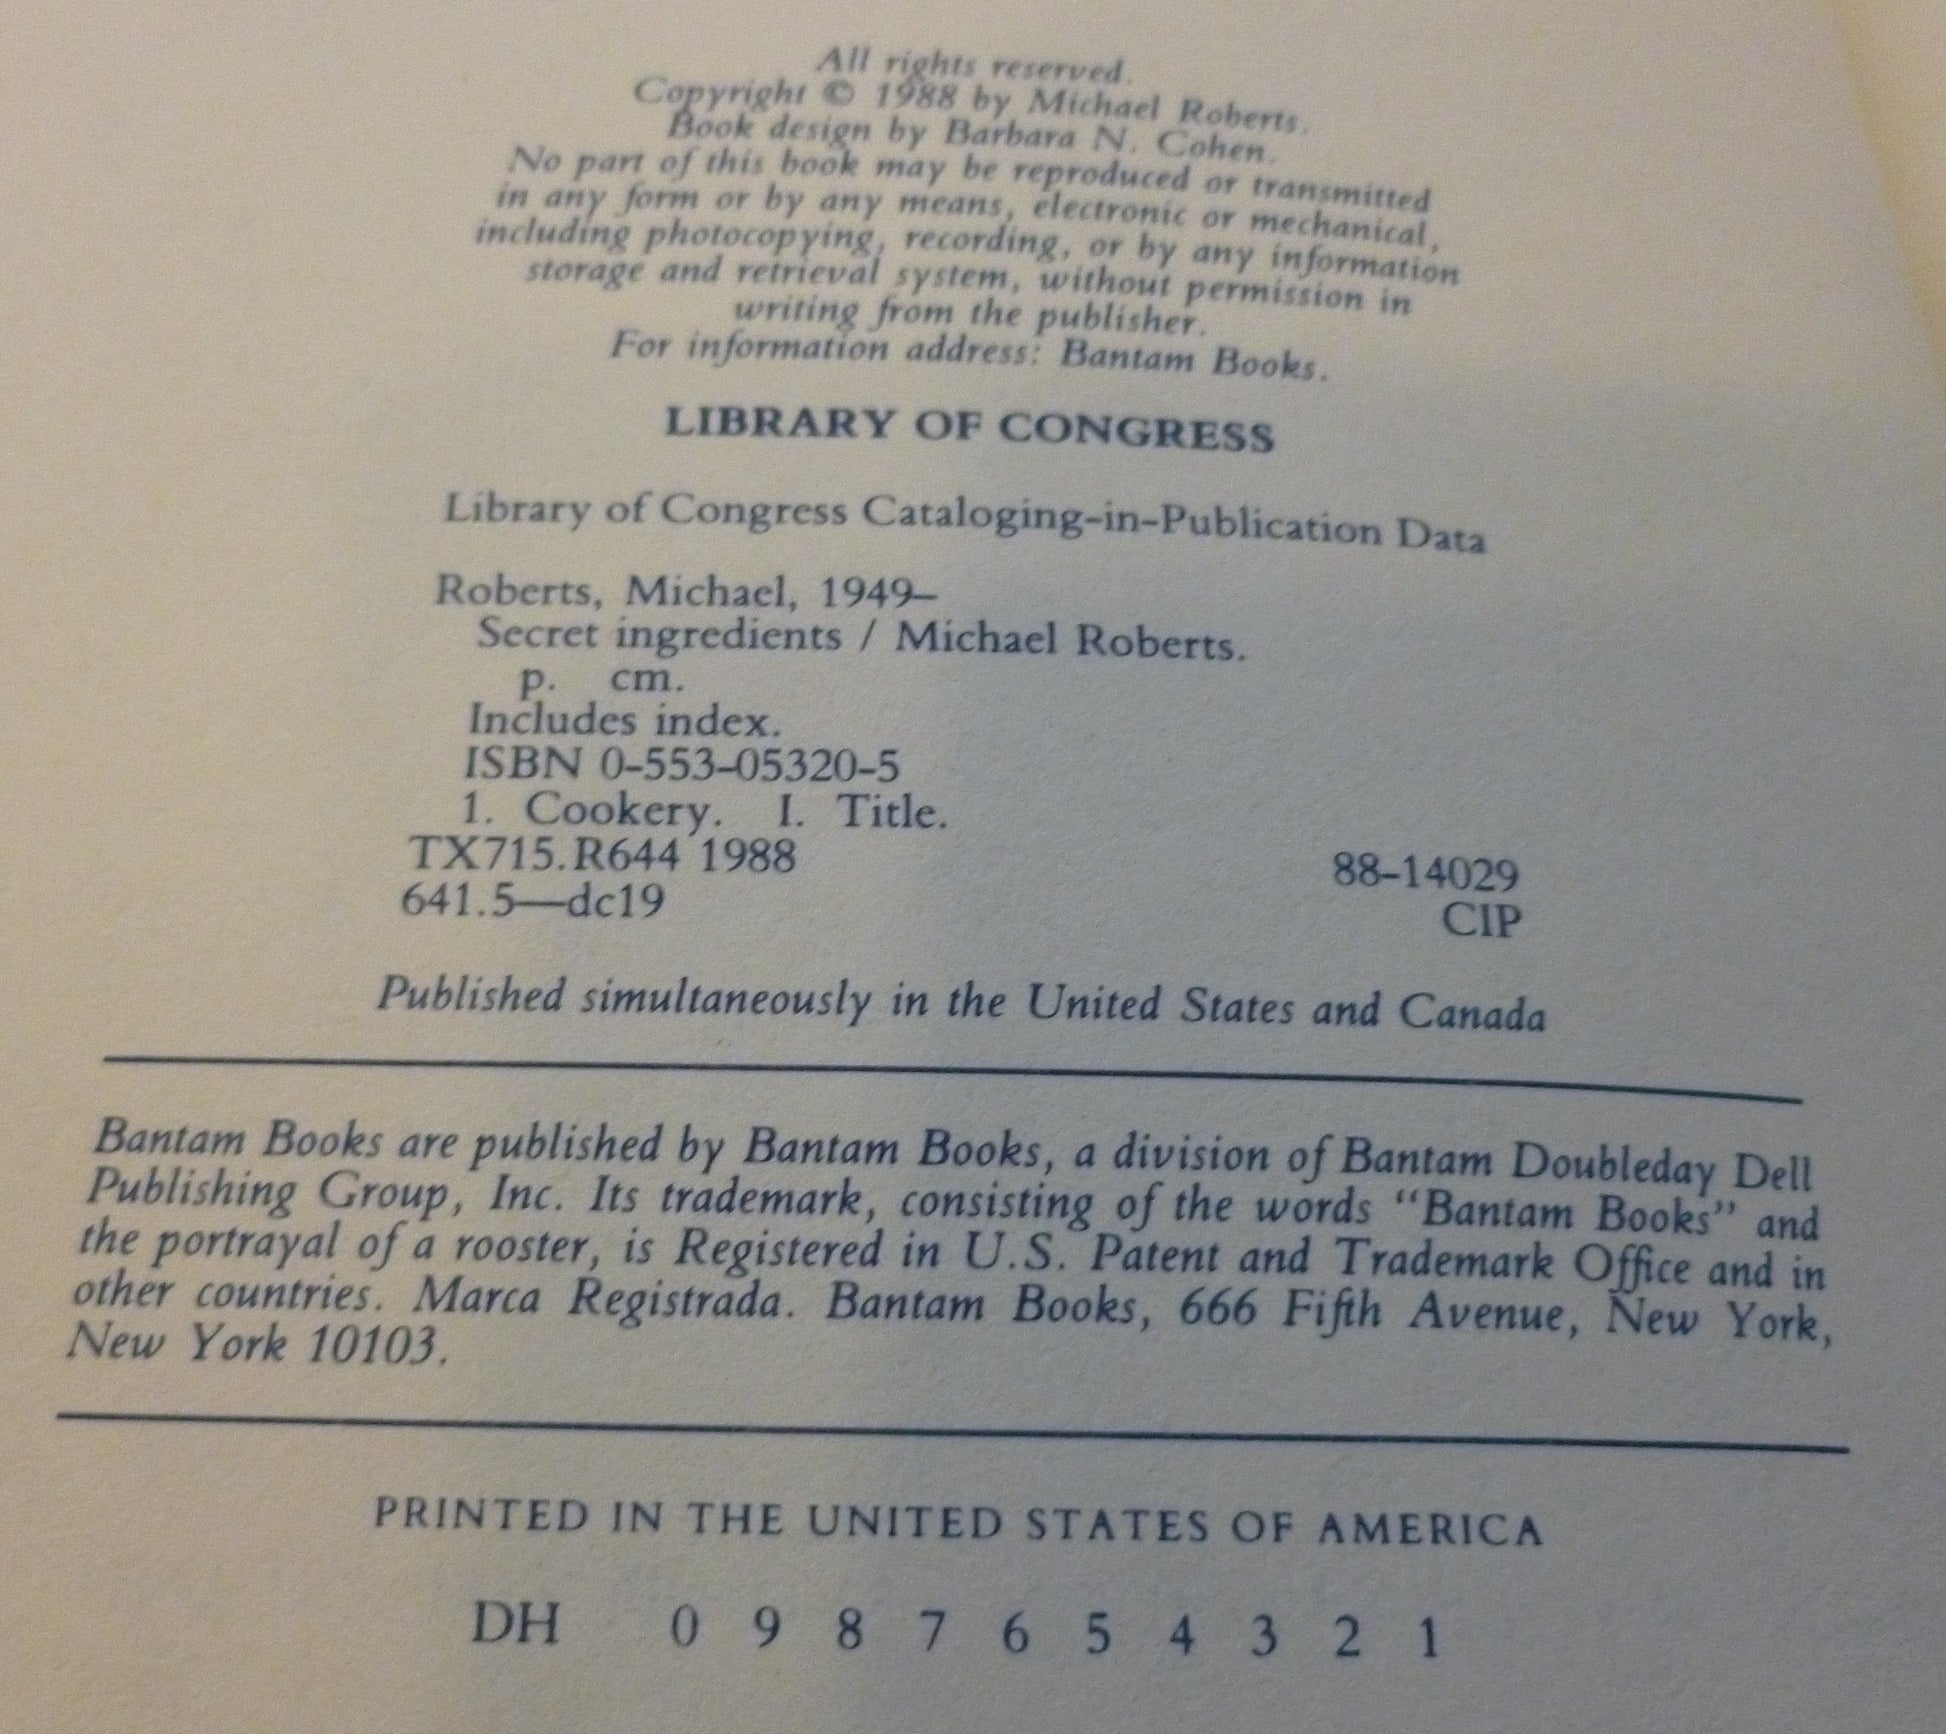 All rights reserved.
Copyright © 1988 by Michael Roberts.
Book design by Barbara N. Cohen.
No part of this book may be reproduced or transmitted
in any form or by any means, electronic or mechanical,
including photocopying, recording, or by any information
storage and retrieval system, without permission in
writing from the publisher.
For information address: Bantam Books.
LIBRARY OF CONGRESS
Library of Congress Cataloging-in-Publication Data
Roberts, Michael, 1949–
Secret ingredients / Michael Roberts.
p. cm.
Includes index.
ISBN 0-553-05320-5
1. Cookery. I. Title.
TX715.R644 1988 88-14029
641.5—dc19 CIP
Published simultaneously in the United States and Canada
Bantam Books are published by Bantam Books, a division of Bantam Doubleday Dell
Publishing Group, Inc. Its trademark, consisting of the words "Bantam Books" and
the portrayal of a rooster, is Registered in U.S. Patent and Trademark Office and in
other countries. Marca Registrada. Bantam Books, 666 Fifth Avenue, New York,
New York 10103.
PRINTED IN THE UNITED STATES OF AMERICA
DH 0 9 8 7 6 5 4 3 2 1